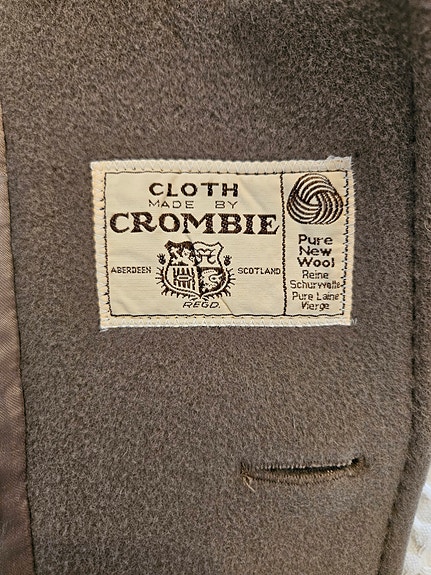 CLOTH
MADE BY
CROMBIE
ABERDEEN SCOTLAND
REGD.
Pure
New
Wool
Reine
Schurwolle
Pure Laine
Vierge